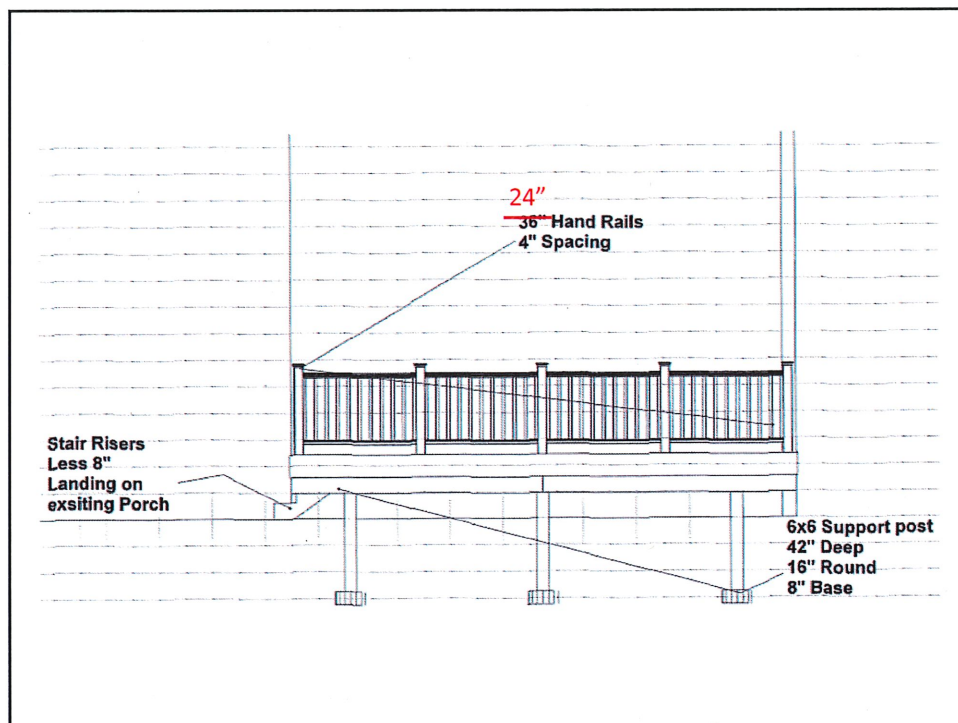 24”
36" Hand Rails
4" Spacing
Stair Risers
Less 8"
Landing on
exsiting Porch
6x6 Support post
42" Deep
16" Round
8" Base